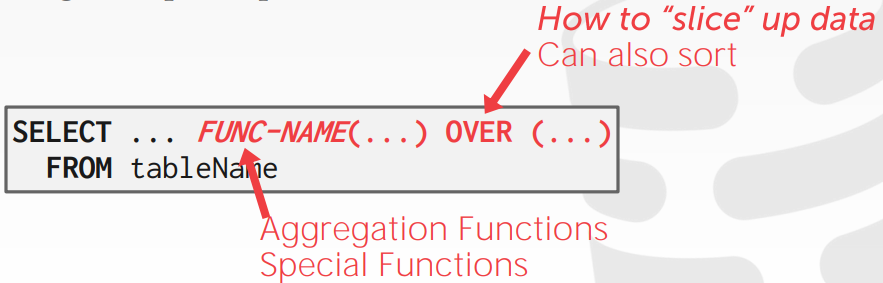 How to “slice” up data
Can also sort
SELECT ... FUNC-NAME(...) OVER (...)
FROM tableName
Aggregation Functions
Special Functions